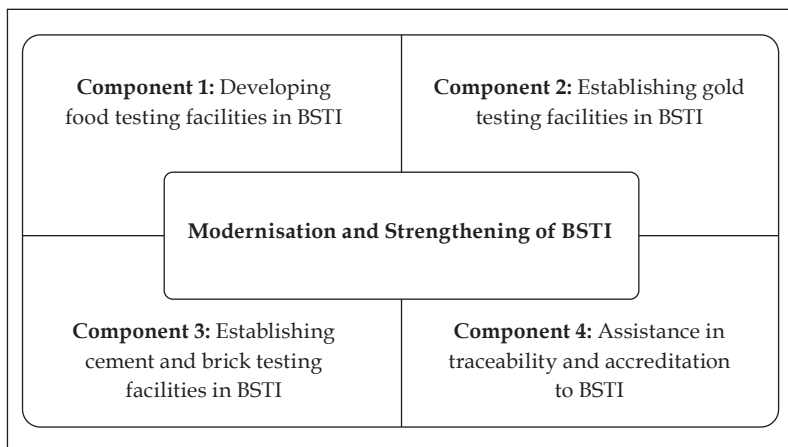 Component 1: Developing
food testing facilities in BSTI
Component 2: Establishing gold
testing facilities in BSTI
Modernisation and Strengthening of BSTI
Component 3: Establishing
cement and brick testing
facilities in BSTI
Component 4: Assistance in
traceability and accreditation
to BSTI